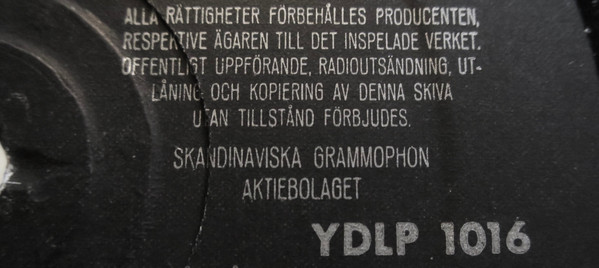 ALLA RÄTTIGHETER FÖRBEHÅLLES PRODUCENTEN,
RESPEKTIVE ÄGAREN TILL DET INSPELADE VERKET.
OFFENTLIGT UPPFÖRANDE, RADIOUTSÄNDNING, UT-
LÅNING OCH KOPIERING AV DENNA SKIVA
UTAN TILLSTÅND FÖRBJUDES.
SKANDINAVISKA GRAMMOPHON
AKTIEBOLAGET
YDLP 1016